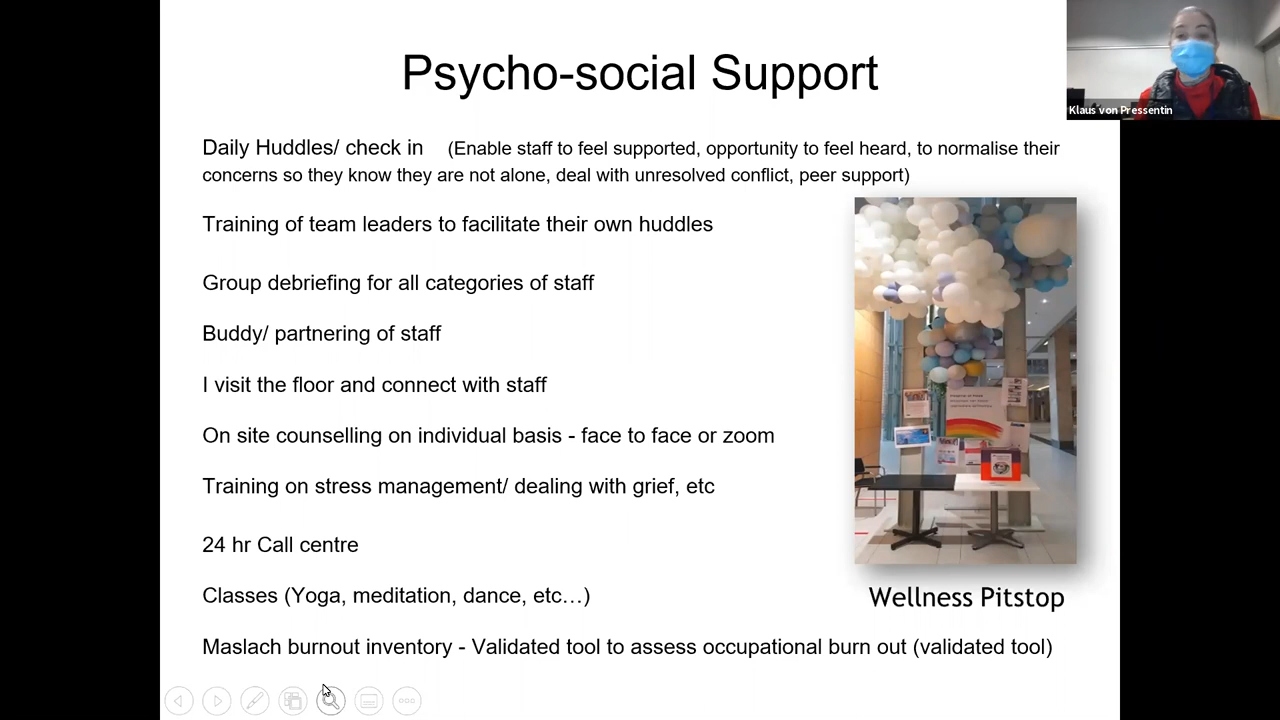 Psycho-social Support
Klaus von Pressentin
Daily Huddles/ check in (Enable staff to feel supported, opportunity to feel heard, to normalise their
concerns so they know they are not alone, deal with unresolved conflict, peer support)
Training of team leaders to facilitate their own huddles
Group debriefing for all categories of staff
Buddy/ partnering of staff
I visit the floor and connect with staff
On site counselling on individual basis - face to face or zoom
Training on stress management/ dealing with grief, etc
24 hr Call centre
Classes (Yoga, meditation, dance, etc…)
Wellness Pitstop
Maslach burnout inventory - Validated tool to assess occupational burn out (validated tool)